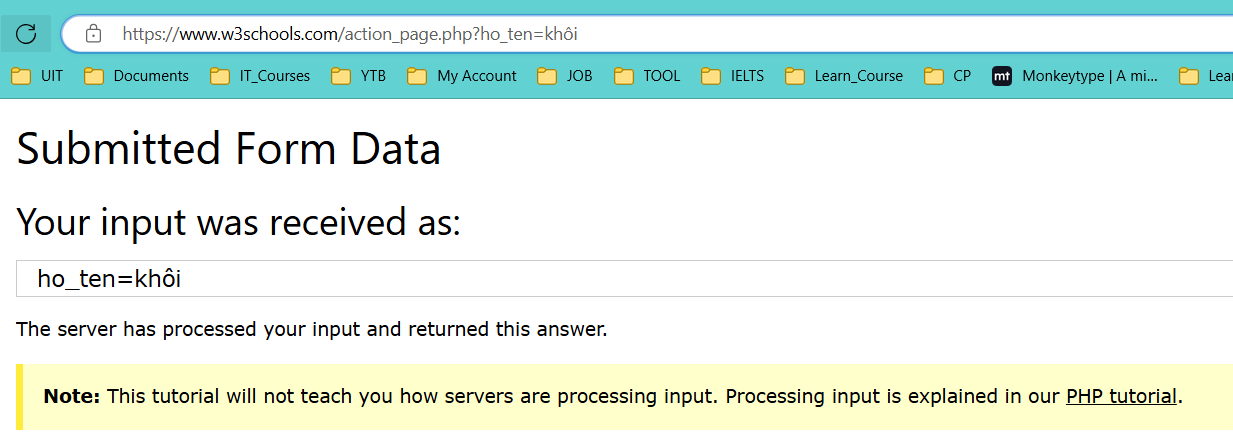 https://www.w3schools.com/action_page.php?ho_ten=khôi
UIT Documents IT_Courses YTB My Account JOB TOOL IELTS Learn_Course CP mt Monkeytype | A mi... Lear
Submitted Form Data
Your input was received as:
ho_ten=khôi
The server has processed your input and returned this answer.
Note: This tutorial will not teach you how servers are processing input. Processing input is explained in our PHP tutorial.